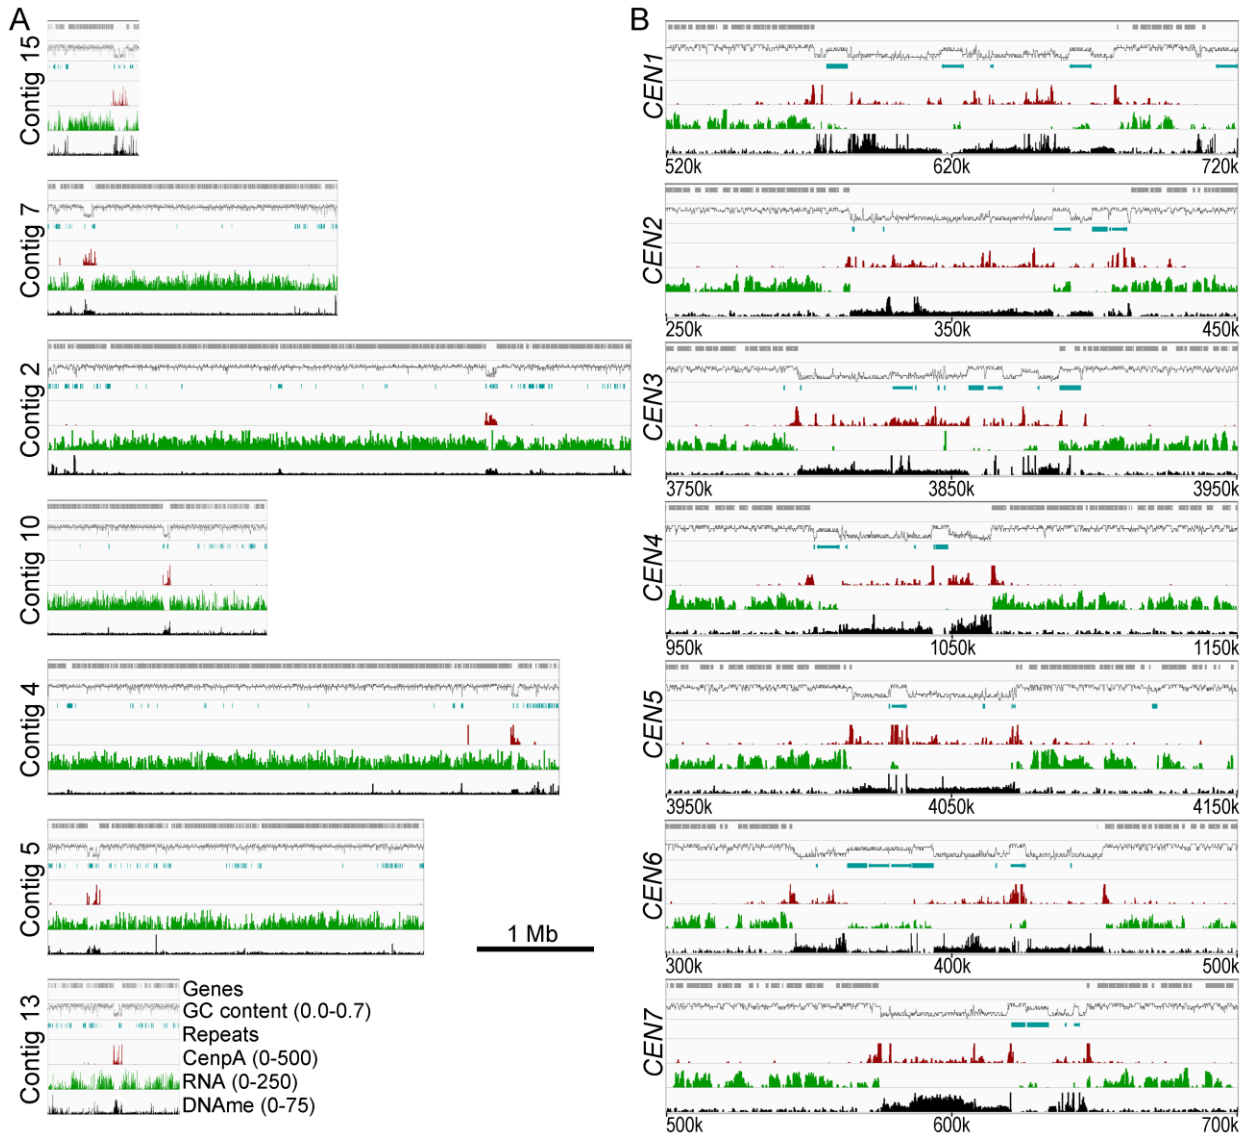 A
Contig 15
Contig 7
Contig 2
Contig 10
Contig 4
Contig 5
1 Mb
Contig 13
Genes
GC content (0.0-0.7)
Repeats
CenpA (0-500)
RNA (0-250)
DNAme (0-75)
B
CEN1
520k 620k 720k
CEN2
250k 350k 450k
CEN3
3750k 3850k 3950k
CEN4
950k 1050k 1150k
CEN5
3950k 4050k 4150k
CEN6
300k 400k 500k
CEN7
500k 600k 700k